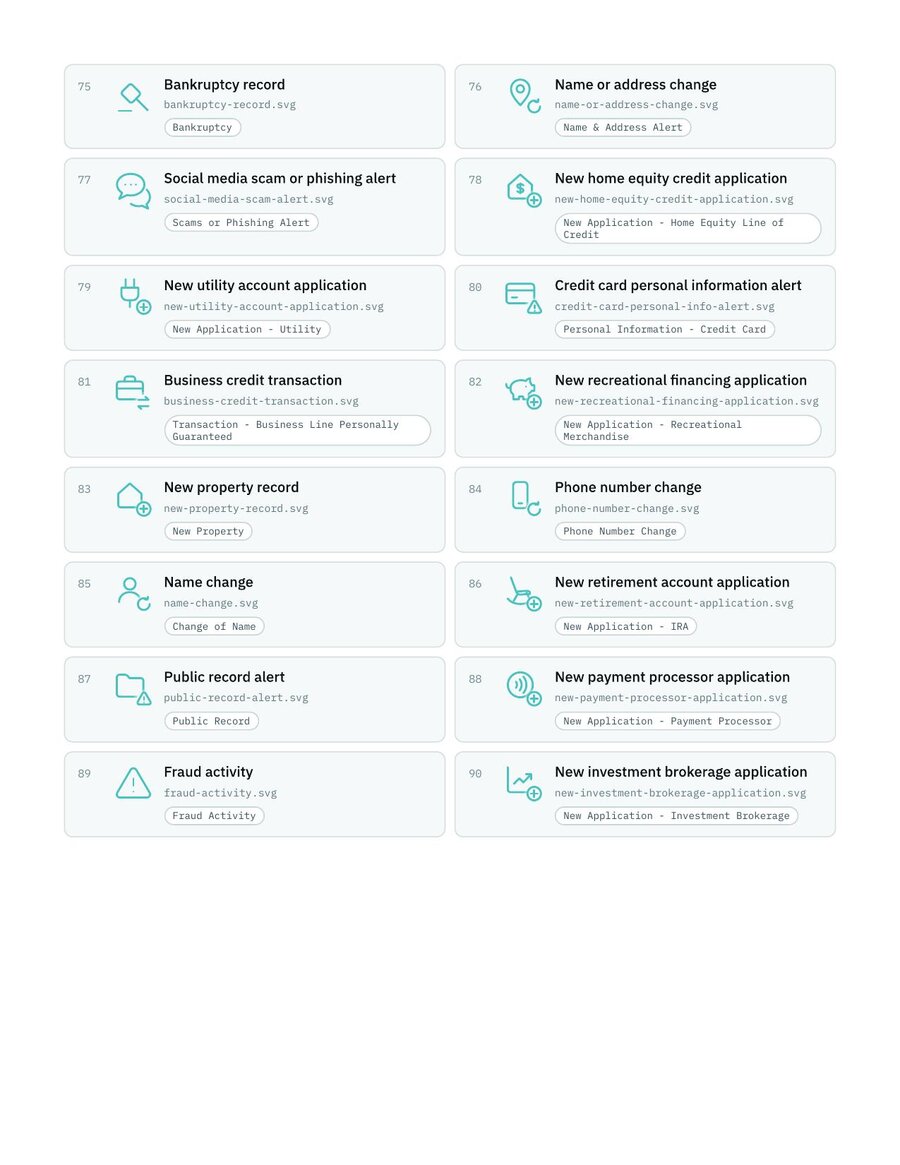 75
Bankruptcy record
bankruptcy-record.svg
Bankruptcy
76
Name or address change
name-or-address-change.svg
Name & Address Alert
77
Social media scam or phishing alert
social-media-scam-alert.svg
Scams or Phishing Alert
78
New home equity credit application
new-home-equity-credit-application.svg
New Application - Home Equity Line of
Credit
79
New utility account application
new-utility-account-application.svg
New Application - Utility
80
Credit card personal information alert
credit-card-personal-info-alert.svg
Personal Information - Credit Card
81
Business credit transaction
business-credit-transaction.svg
Transaction - Business Line Personally
Guaranteed
82
New recreational financing application
new-recreational-financing-application.svg
New Application - Recreational
Merchandise
83
New property record
new-property-record.svg
New Property
84
Phone number change
phone-number-change.svg
Phone Number Change
85
Name change
name-change.svg
Change of Name
86
New retirement account application
new-retirement-account-application.svg
New Application - IRA
87
Public record alert
public-record-alert.svg
Public Record
88
New payment processor application
new-payment-processor-application.svg
New Application - Payment Processor
89
Fraud activity
fraud-activity.svg
Fraud Activity
90
New investment brokerage application
new-investment-brokerage-application.svg
New Application - Investment Brokerage